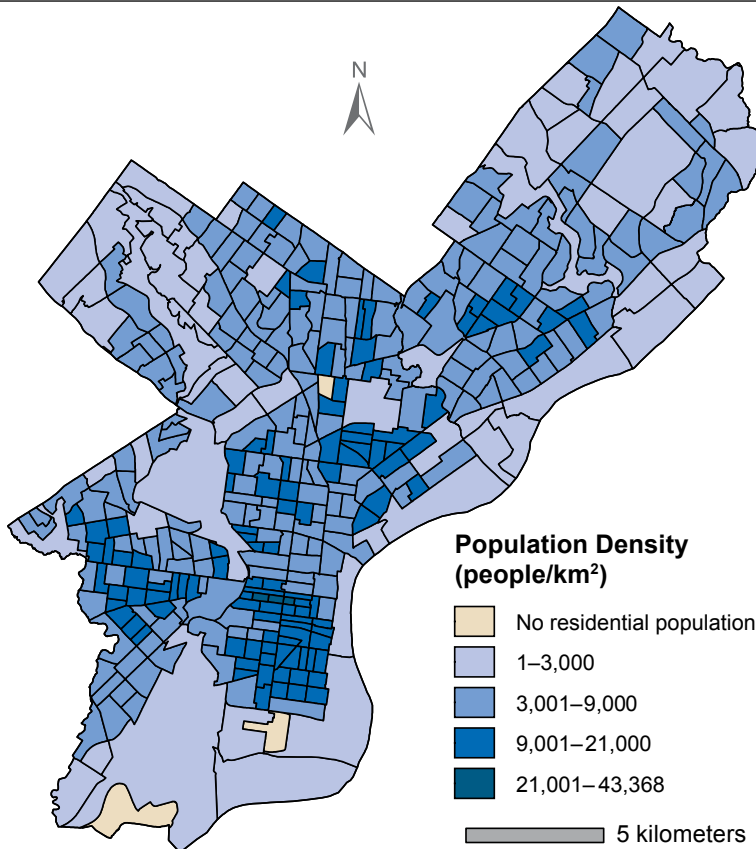 N
Population Density
(people/km²)
No residential population
1–3,000
3,001–9,000
9,001–21,000
21,001–43,368
5 kilometers